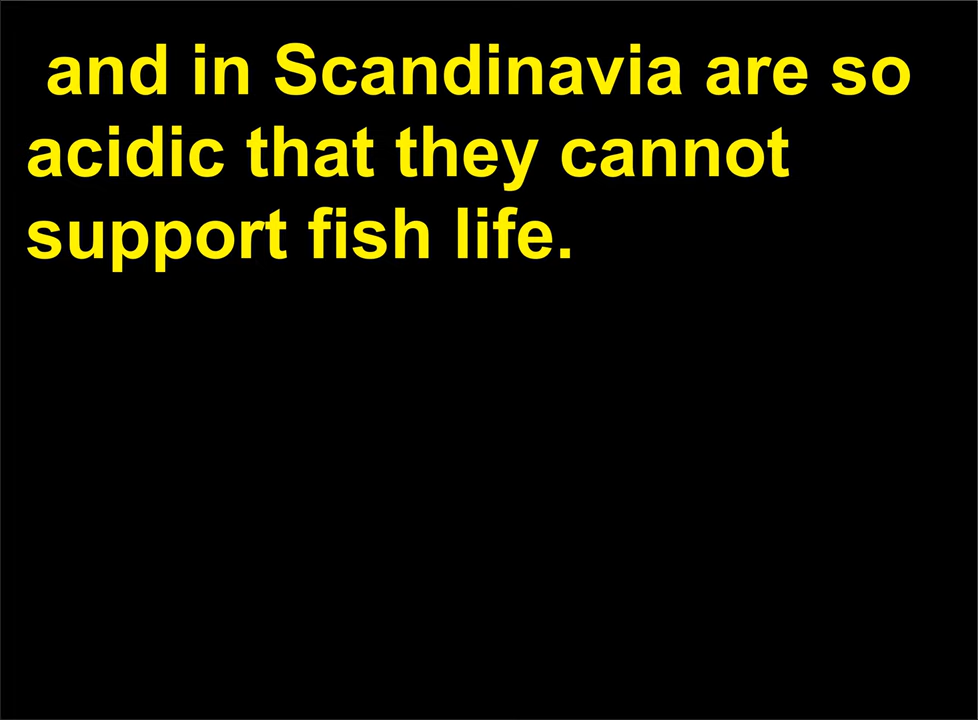 and in Scandinavia are so
acidic that they cannot
support fish life.